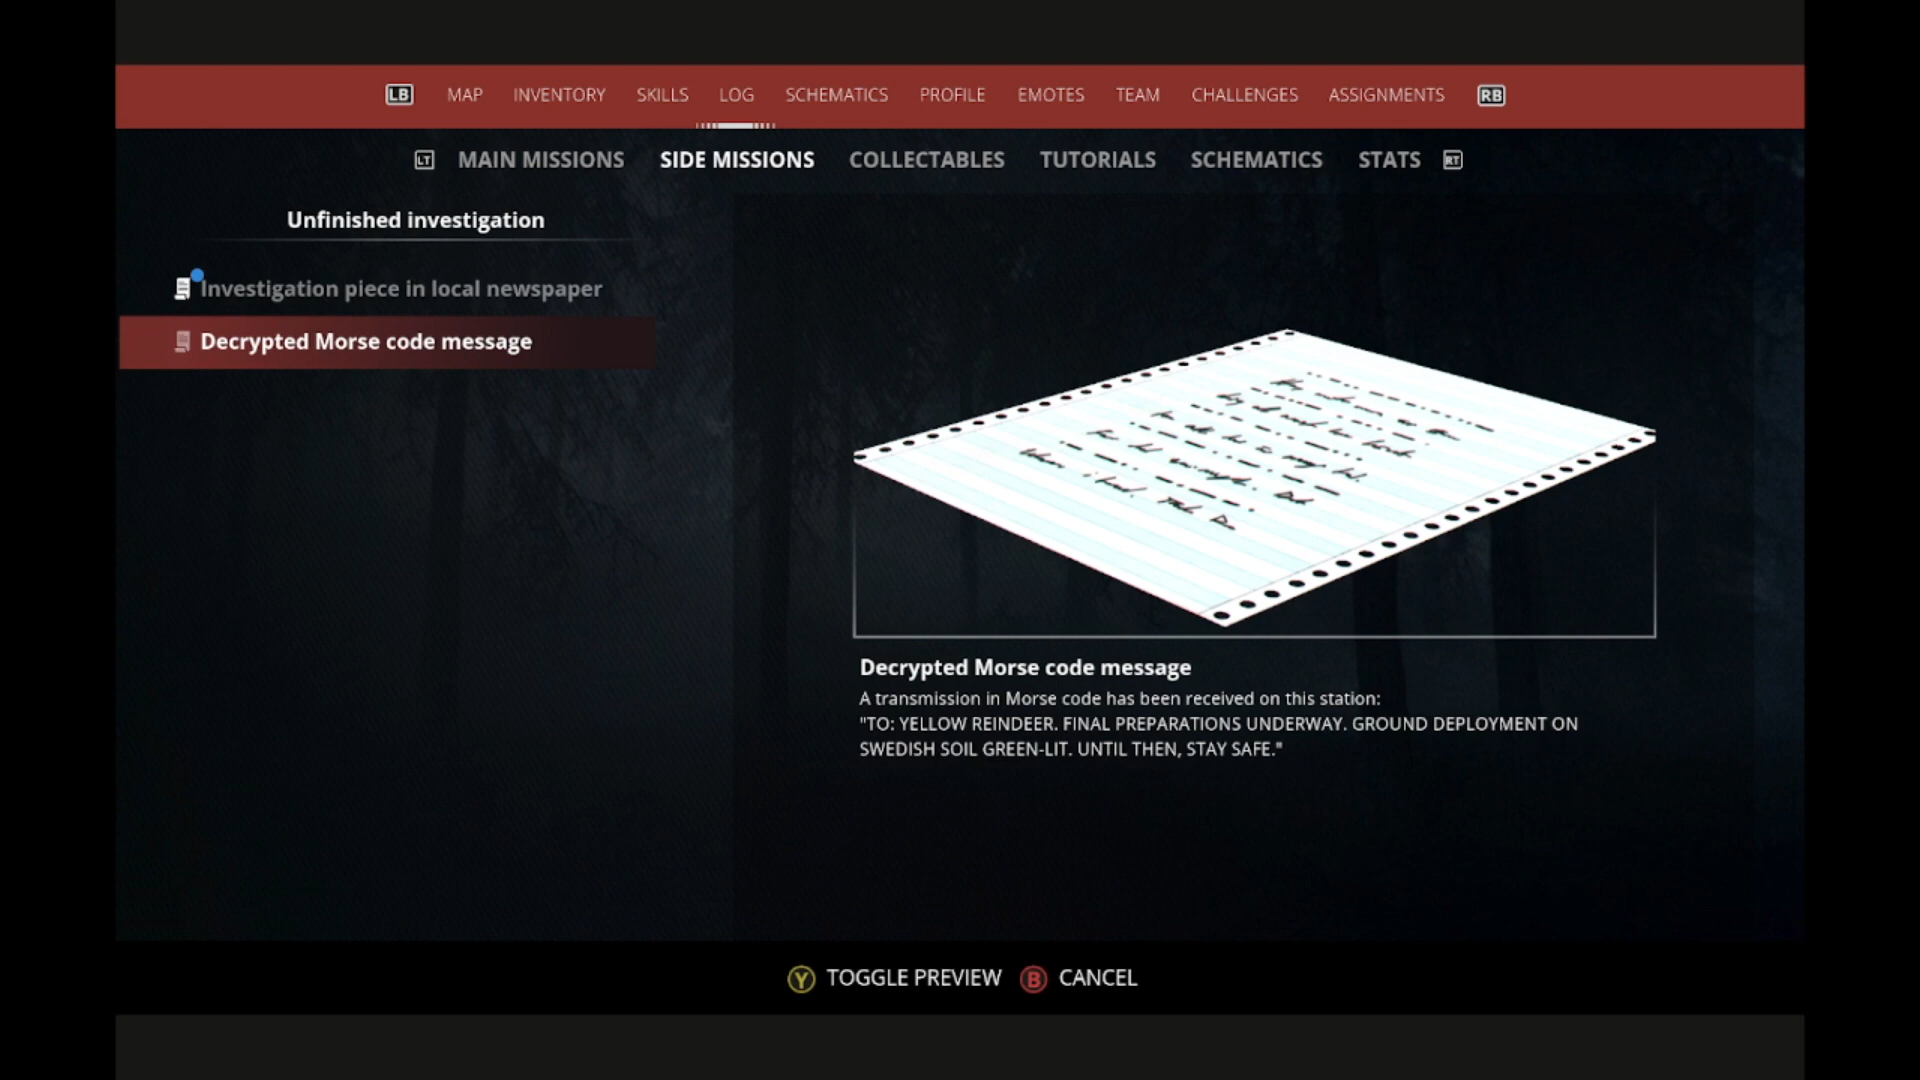 LB MAP INVENTORY SKILLS LOG SCHEMATICS PROFILE EMOTES TEAM CHALLENGES ASSIGNMENTS RB
LT MAIN MISSIONS SIDE MISSIONS COLLECTABLES TUTORIALS SCHEMATICS STATS RT
Unfinished investigation
Investigation piece in local newspaper
Decrypted Morse code message
Decrypted Morse code message
A transmission in Morse code has been received on this station:
"TO: YELLOW REINDEER. FINAL PREPARATIONS UNDERWAY. GROUND DEPLOYMENT ON
SWEDISH SOIL GREEN-LIT. UNTIL THEN, STAY SAFE."
Y TOGGLE PREVIEW B CANCEL